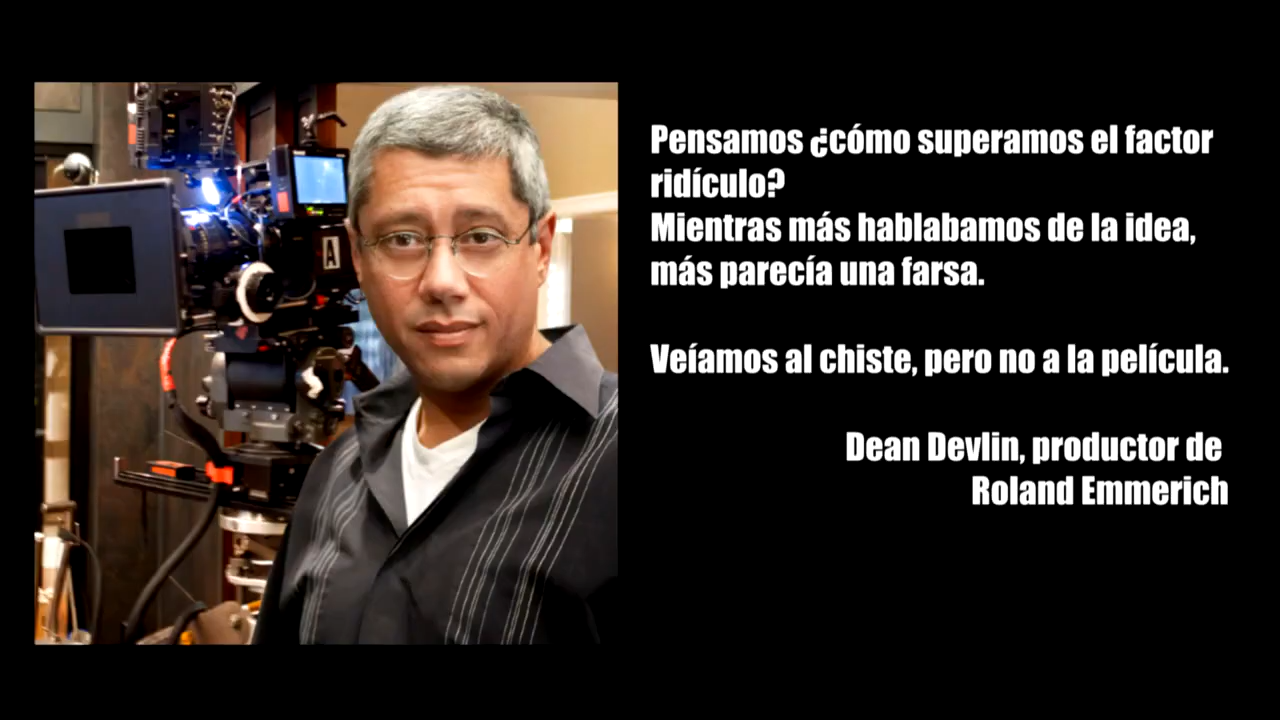 Pensamos ¿cómo superamos el factor
ridículo?
Mientras más hablabamos de la idea,
más parecía una farsa.
Veíamos al chiste, pero no a la película.
Dean Devlin, productor de
Roland Emmerich
A